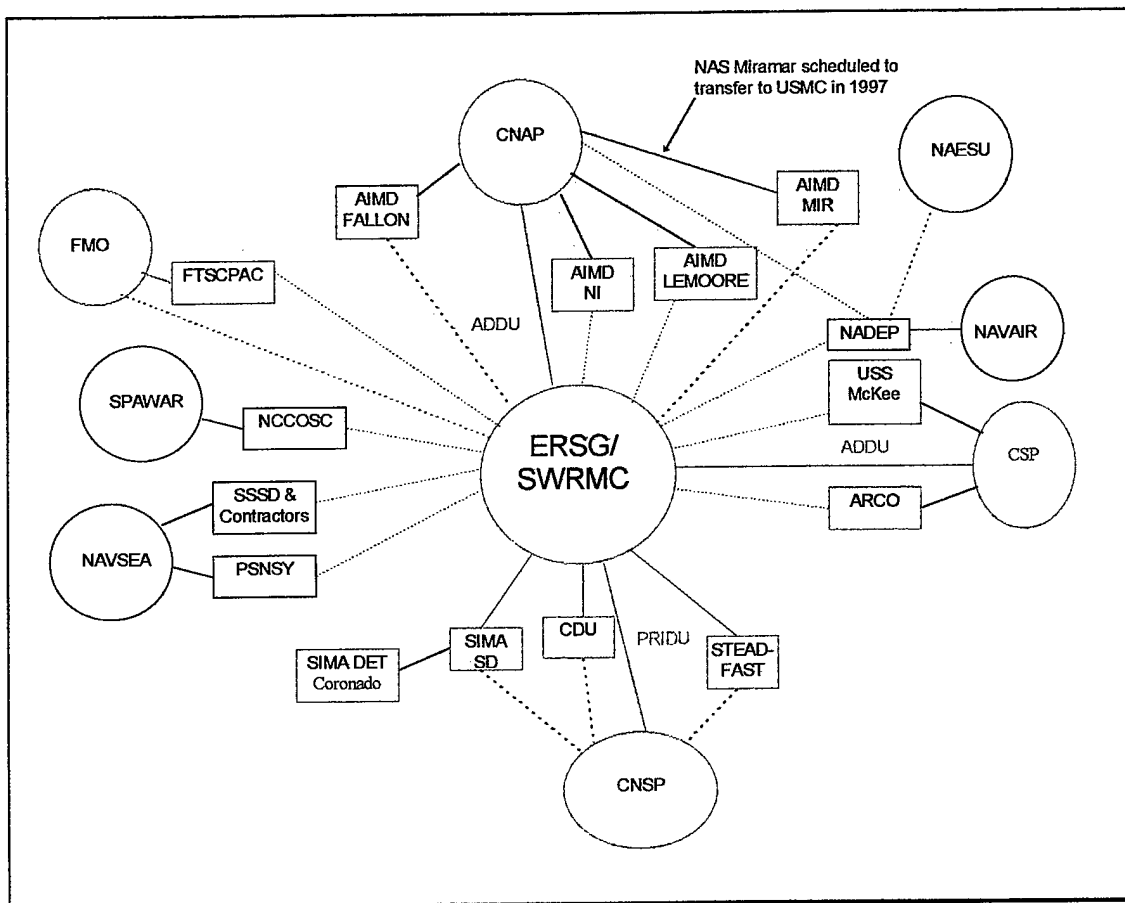 NAS Miramar scheduled to
transfer to USMC in 1997
CNAP
NAESU
AIMD
FALLON
AIMD
MIR
FMO
FTSCPAC
AIMD
NI
AIMD
LEMOORE
ADDU
NADEP
NAVAIR
USS
McKee
SPAWAR
NCCOSC
ERSG/
SWRMC
ADDU
CSP
SSSD &
Contractors
ARCO
NAVSEA
PSNSY
SIMA
SD
CDU
PRIDU
STEAD-
FAST
SIMA DET
Coronado
CNSP